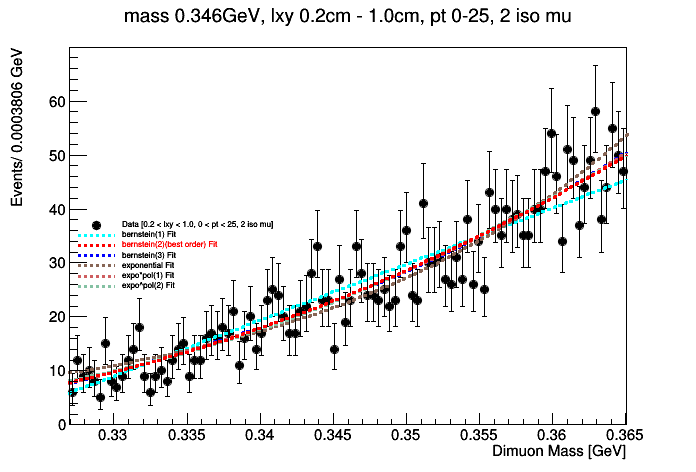 mass 0.346GeV, lxy 0.2cm - 1.0cm, pt 0-25, 2 iso mu
Events/ 0.0003806 GeV
60
50
40
30
20
10
0
Data [0.2 < lxy < 1.0, 0 < pt < 25, 2 iso mu]
bernstein(1) Fit
bernstein(2)(best order) Fit
bernstein(3) Fit
exponential Fit
expo*pol(1) Fit
expo*pol(2) Fit
0.33 0.335 0.34 0.345 0.35 0.355 0.36 0.365
Dimuon Mass [GeV]